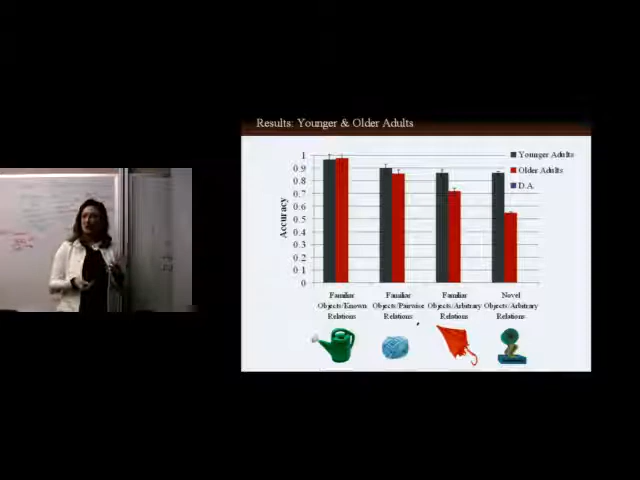 Results: Younger & Older Adults
Younger Adults
Older Adults
D.A.
Accuracy
1
0.9
0.8
0.7
0.6
0.5
0.4
0.3
0.2
0.1
0
Familiar
Objects/Known
Relations
Familiar
Objects/Pairwise
Relations
Familiar
Objects/Arbitrary
Relations
Novel
Objects/Arbitrary
Relations